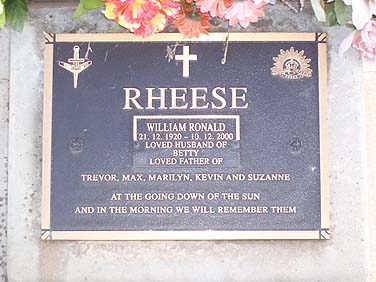 RHEESE
WILLIAM RONALD
21. 12. 1920 - 10. 12. 2000
LOVED HUSBAND OF
BETTY
LOVED FATHER OF
TREVOR, MAX, MARILYN, KEVIN AND SUZANNE
AT THE GOING DOWN OF THE SUN
AND IN THE MORNING WE WILL REMEMBER THEM